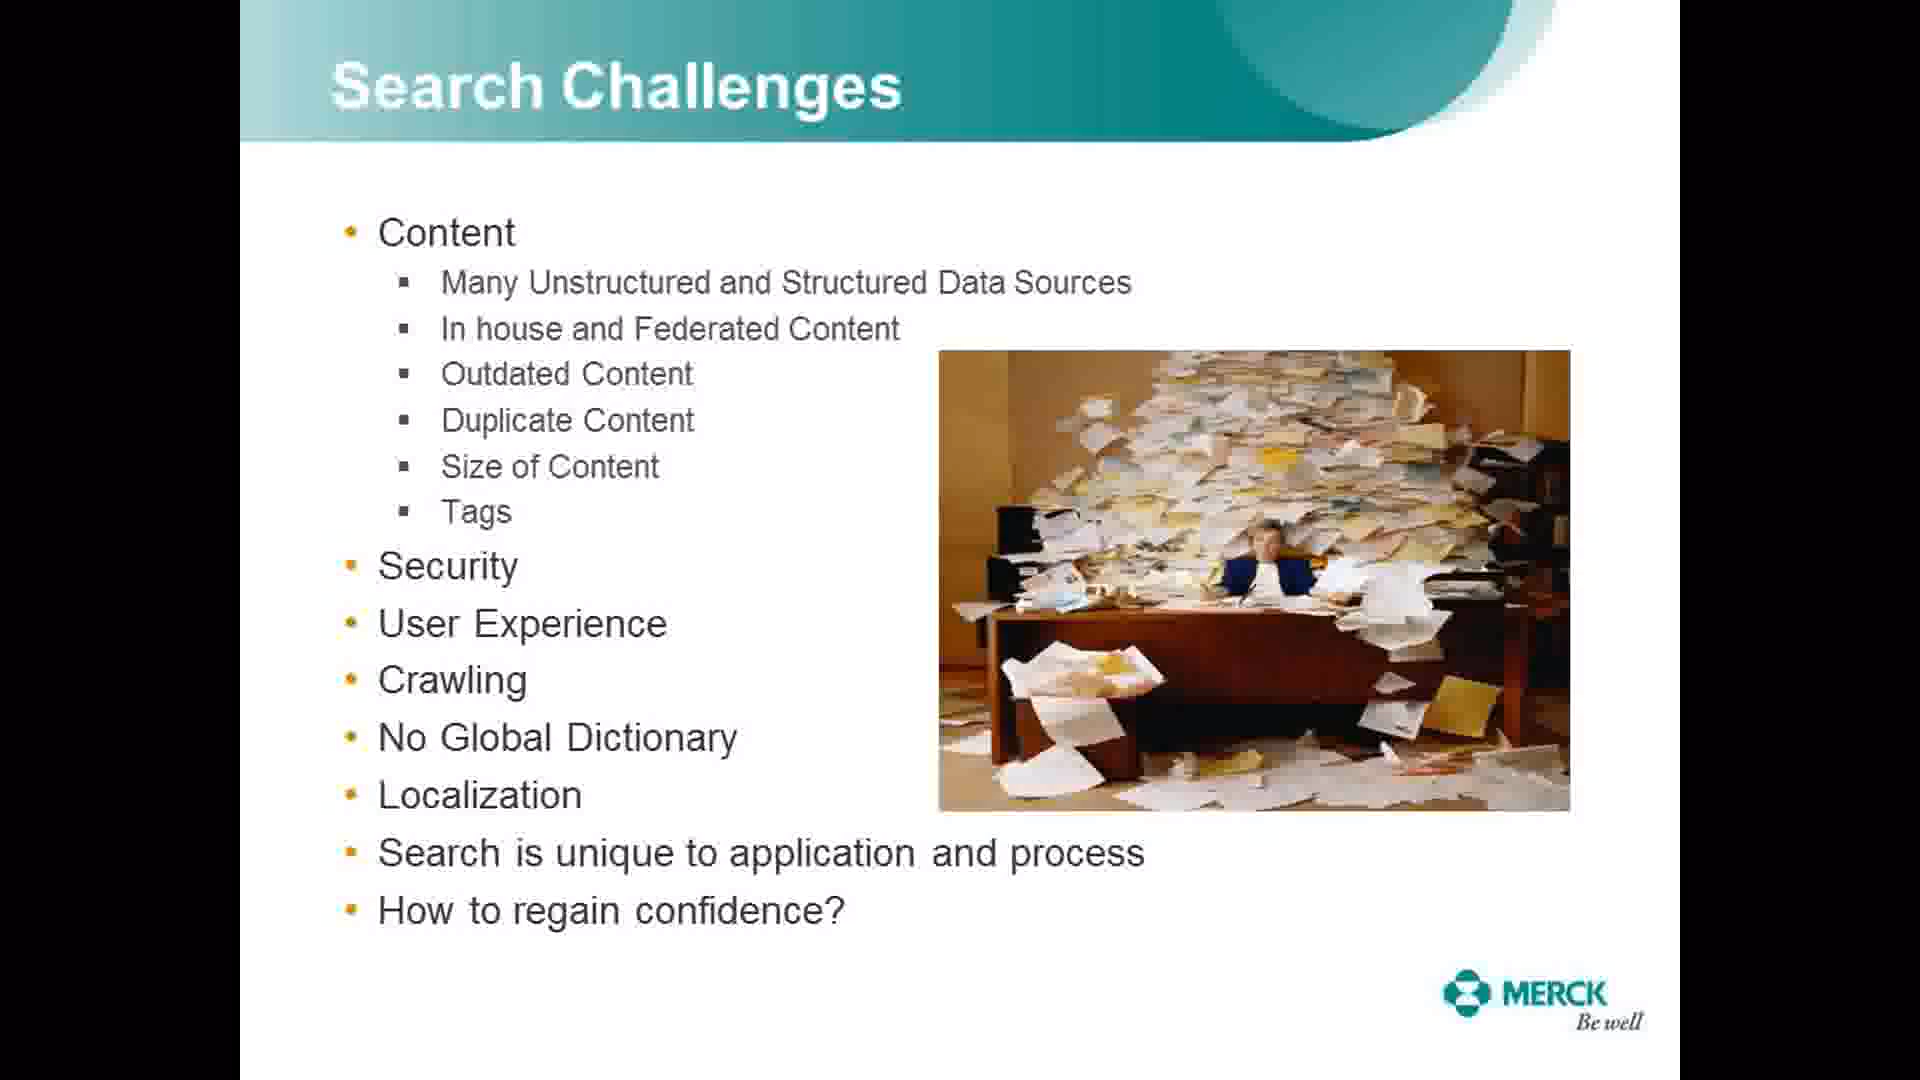 Search Challenges
• Content
▪ Many Unstructured and Structured Data Sources
▪ In house and Federated Content
▪ Outdated Content
▪ Duplicate Content
▪ Size of Content
▪ Tags
• Security
• User Experience
• Crawling
• No Global Dictionary
• Localization
• Search is unique to application and process
• How to regain confidence?
MERCK
Be well